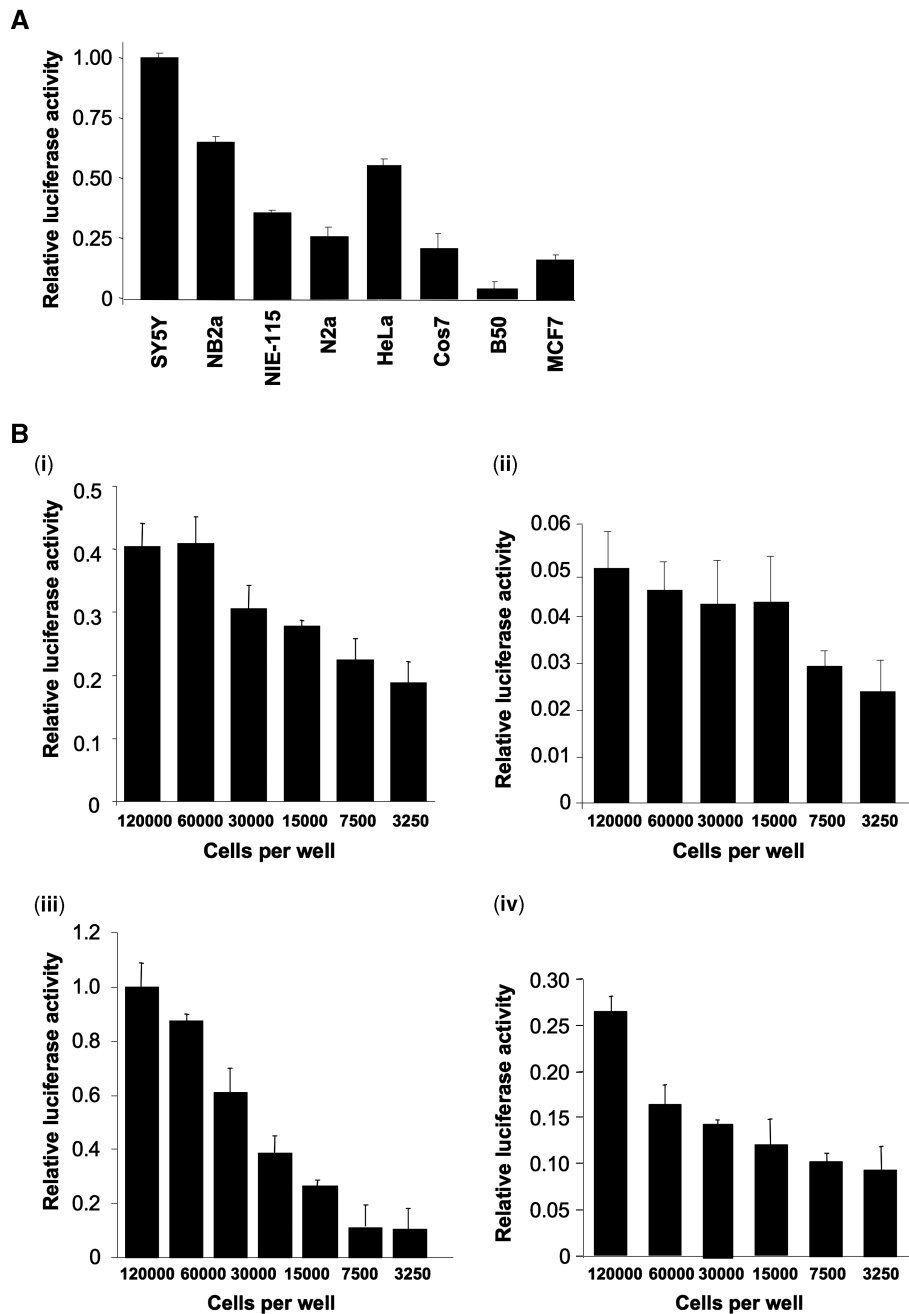 A
Relative luciferase activity
1.00
0.75
0.50
0.25
0
SY5Y NB2a NIE-115 N2a HeLa Cos7 B50 MCF7
B
(i)
Relative luciferase activity
0.5
0.4
0.3
0.2
0.1
0
120000 60000 30000 15000 7500 3250
Cells per well
(ii)
Relative luciferase activity
0.06
0.05
0.04
0.03
0.02
0.01
0
120000 60000 30000 15000 7500 3250
Cells per well
(iii)
Relative luciferase activity
1.2
1.0
0.8
0.6
0.4
0.2
0
120000 60000 30000 15000 7500 3250
Cells per well
(iv)
Relative luciferase activity
0.30
0.25
0.20
0.15
0.10
0.05
0
120000 60000 30000 15000 7500 3250
Cells per well